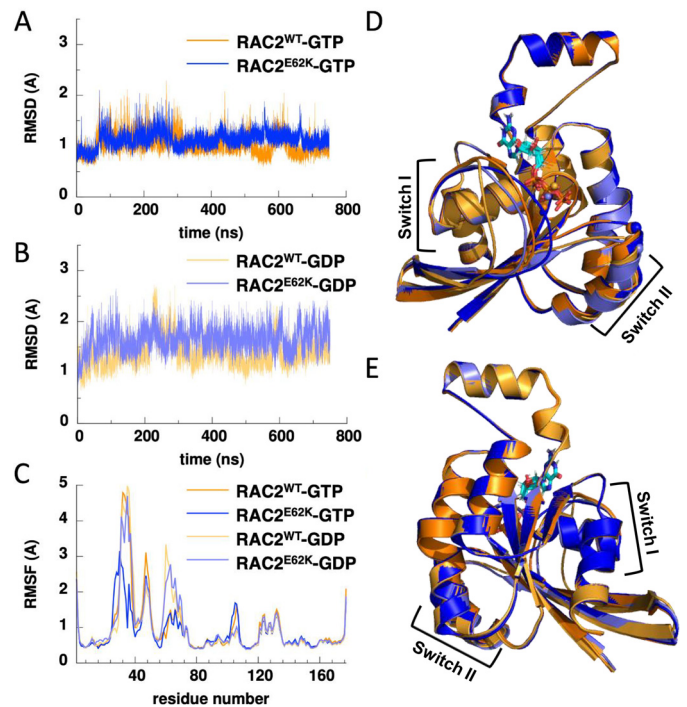 A
RMSD (A)
3
2
1
0
RAC2WT-GTP
RAC2E62K-GTP
0
200
400
600
800
time (ns)
B
RMSD (A)
3
2
1
0
RAC2WT-GDP
RAC2E62K-GDP
0
200
400
600
800
time (ns)
C
RMSF (A)
5
4
3
2
1
0
RAC2WT-GTP
RAC2E62K-GTP
RAC2WT-GDP
RAC2E62K-GDP
40
80
120
160
residue number
D
Switch I
Switch II
E
Switch I
Switch II